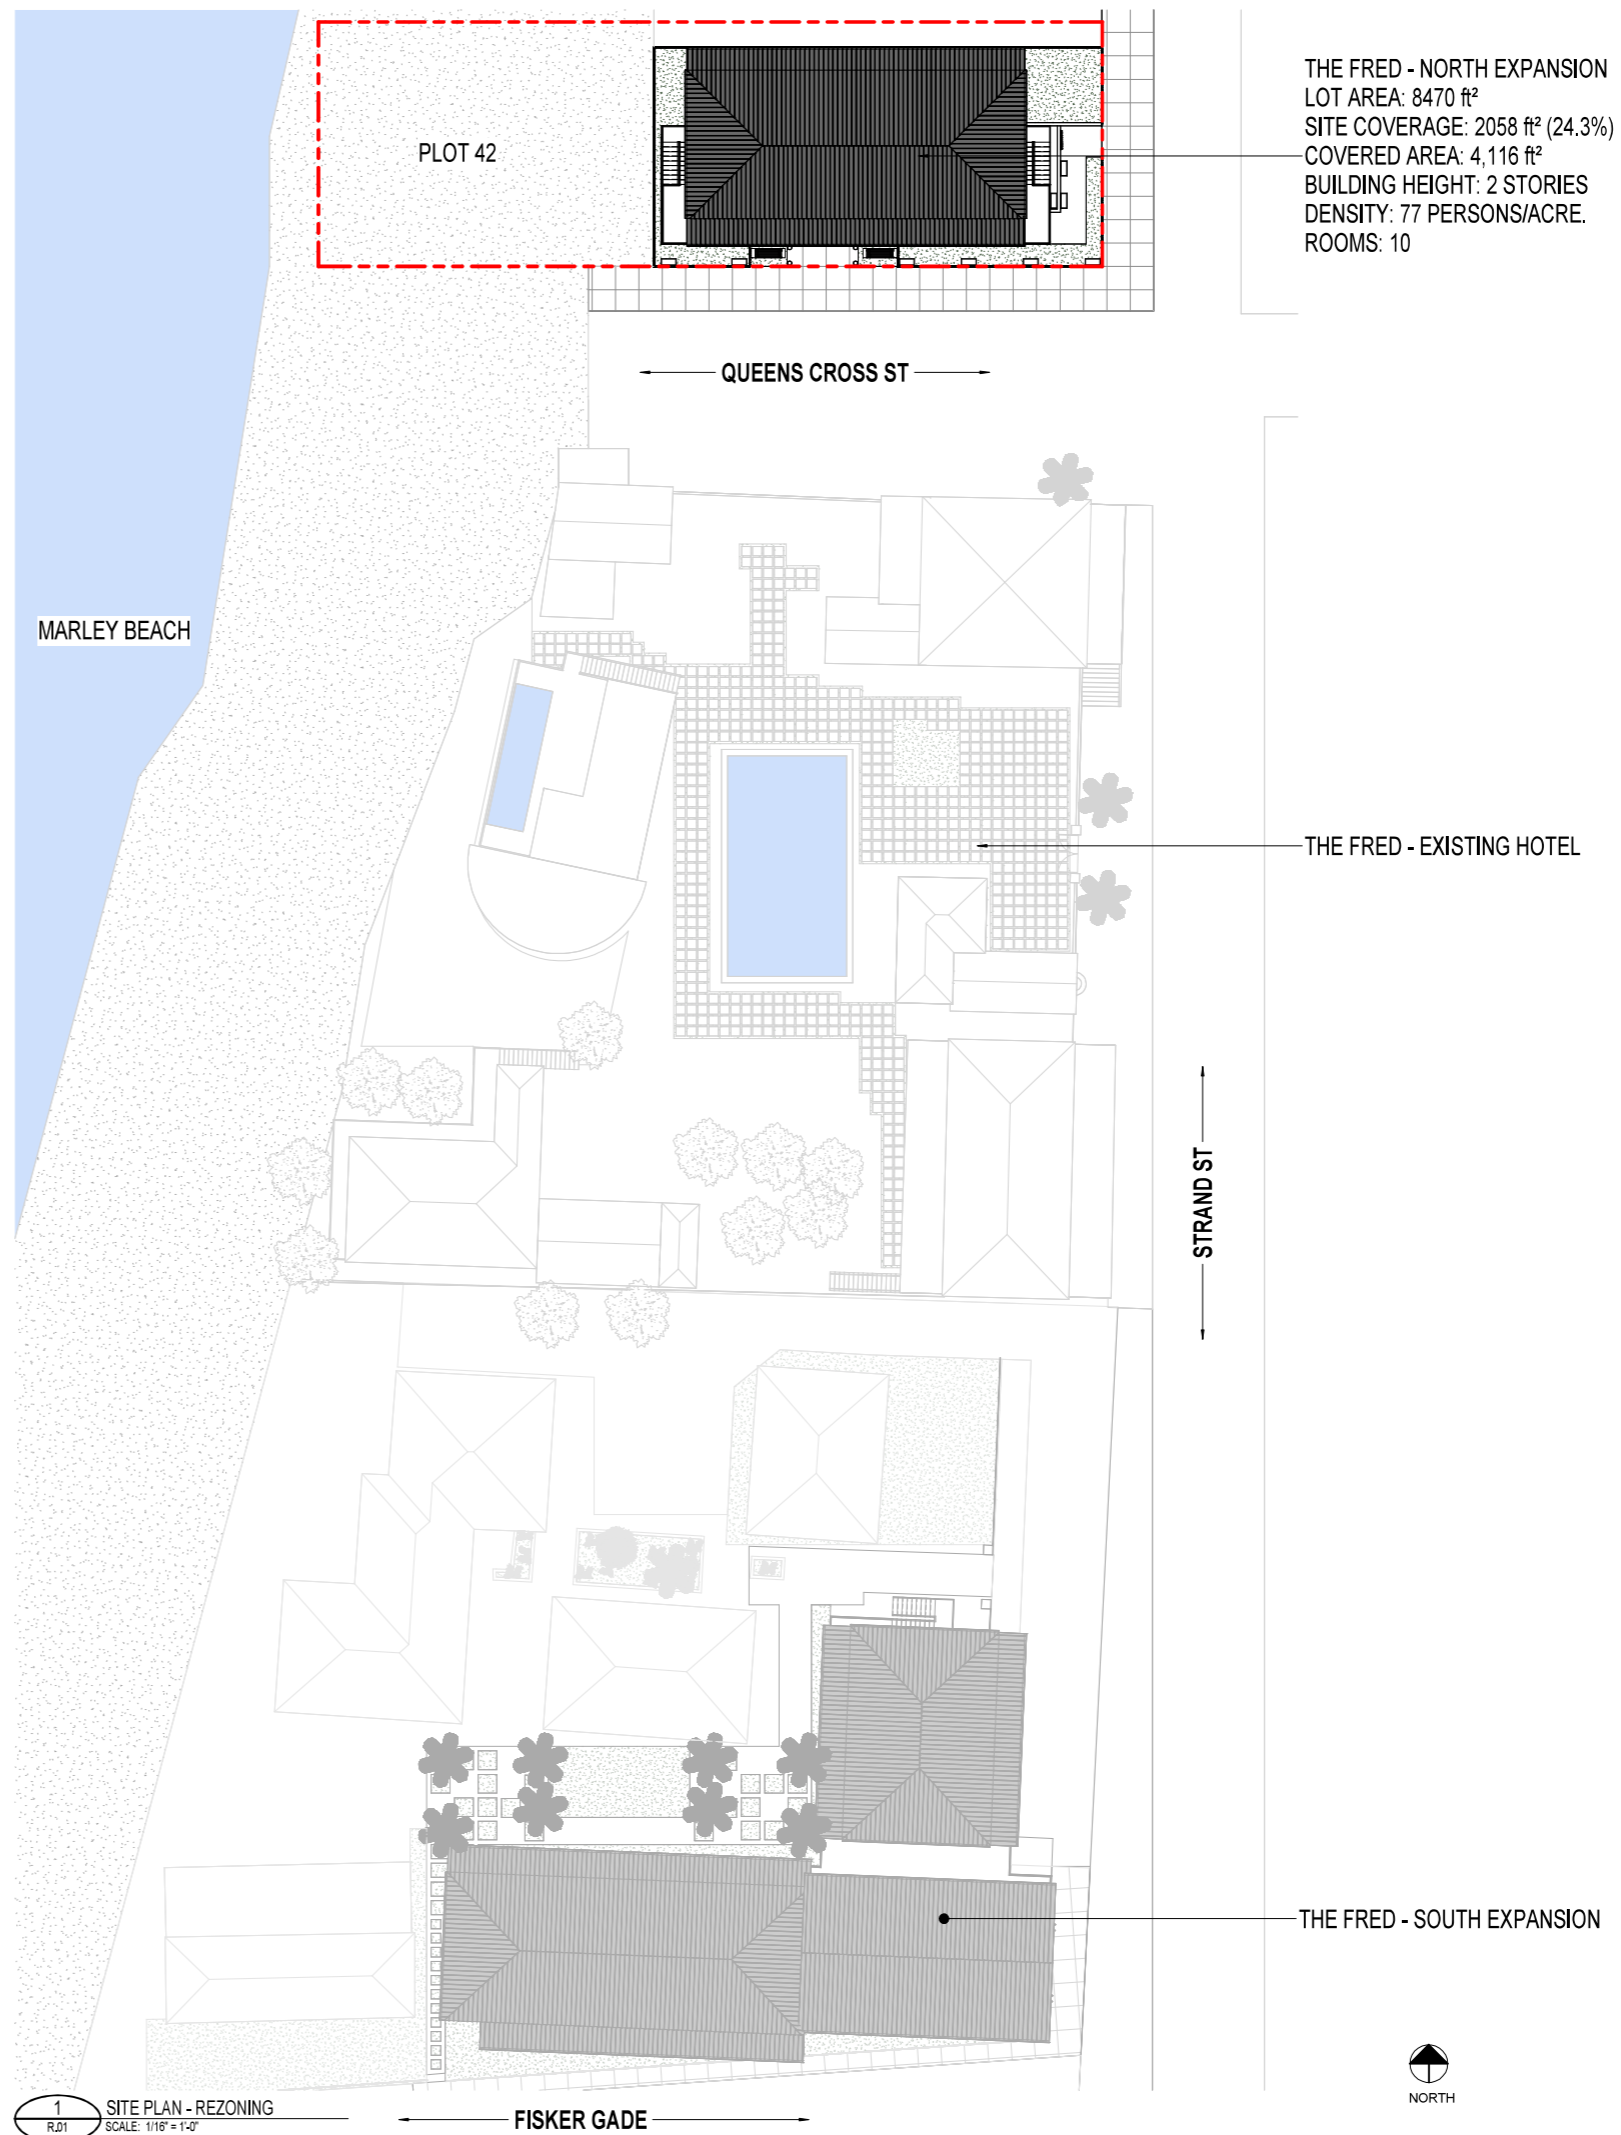 THE FRED - NORTH EXPANSION
LOT AREA: 8470 ft²
SITE COVERAGE: 2058 ft² (24.3%)
COVERED AREA: 4,116 ft²
BUILDING HEIGHT: 2 STORIES
DENSITY: 77 PERSONS/ACRE.
ROOMS: 10
PLOT 42
QUEENS CROSS ST
MARLEY BEACH
THE FRED - EXISTING HOTEL
STRAND ST
THE FRED - SOUTH EXPANSION
NORTH
1
R.01
SITE PLAN - REZONING
SCALE: 1/16" = 1'-0"
FISKER GADE